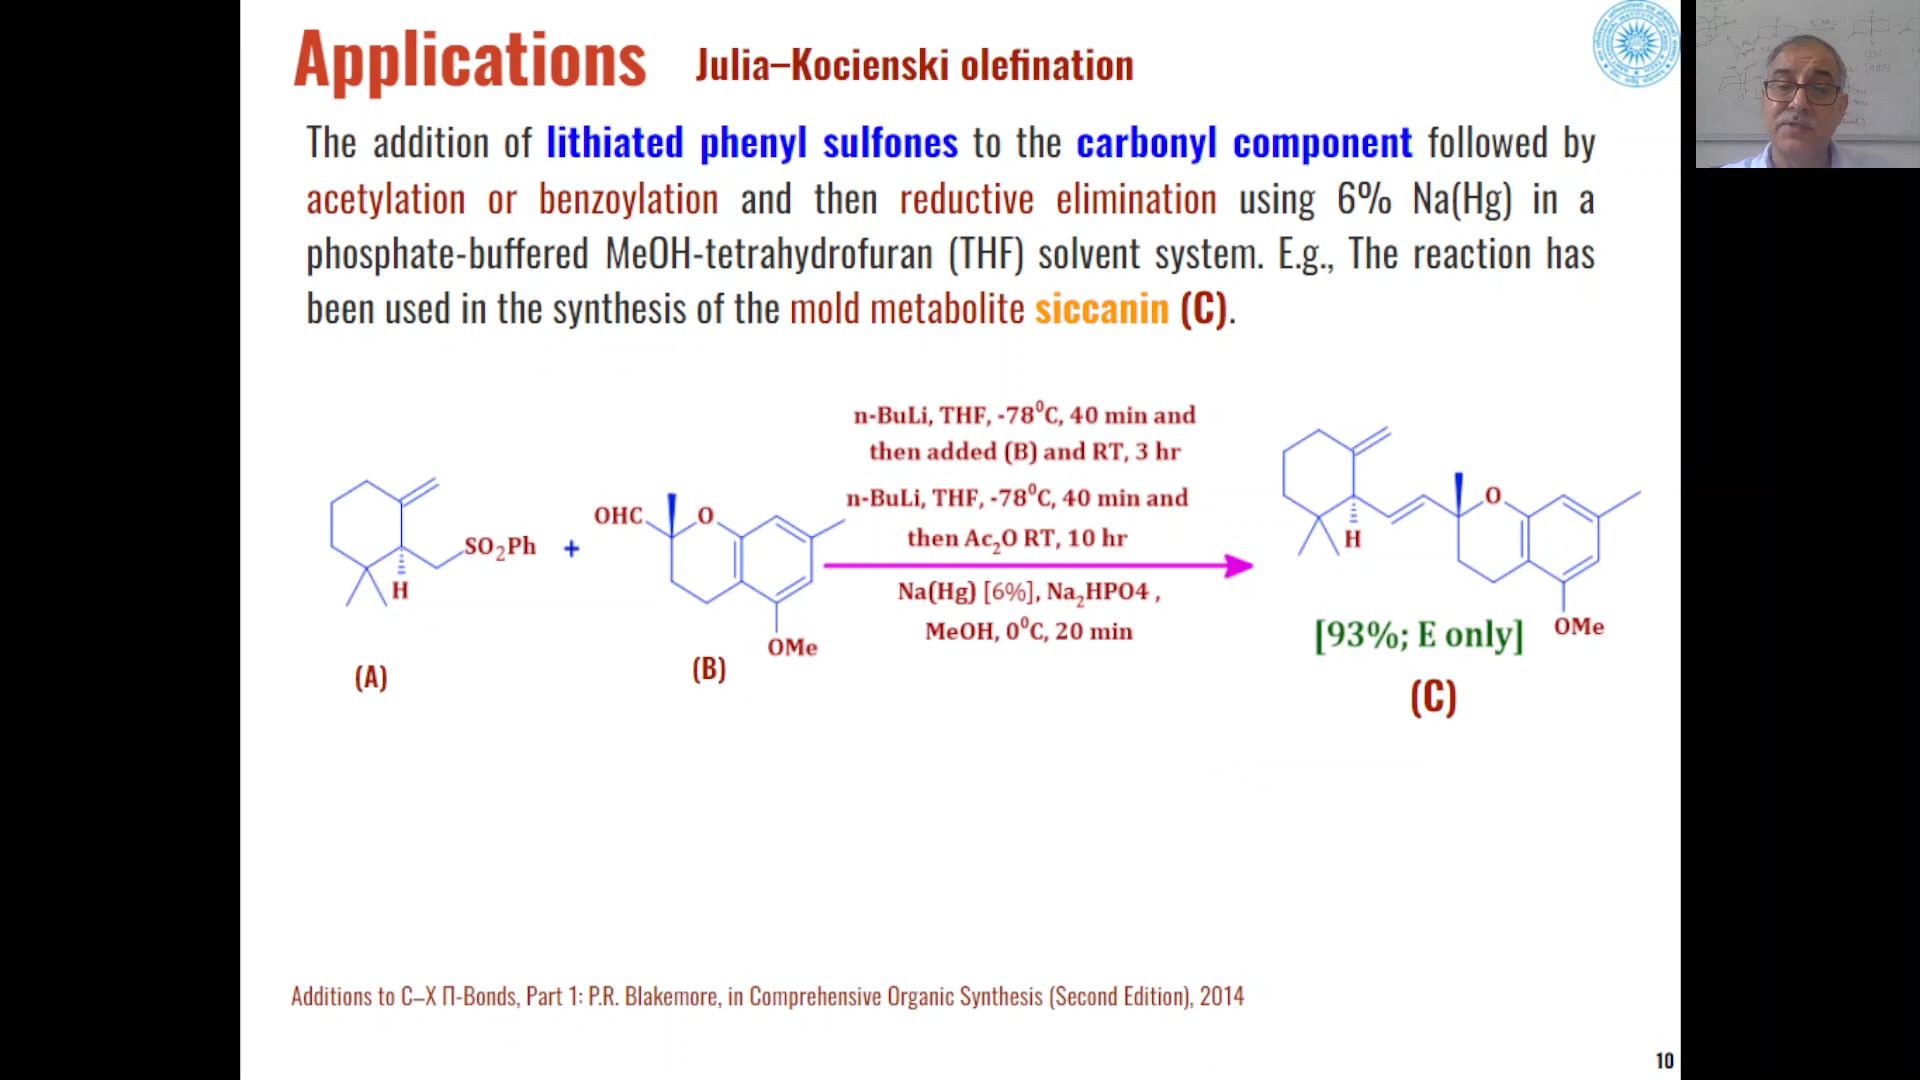 Applications Julia–Kocienski olefination
The addition of lithiated phenyl sulfones to the carbonyl component followed by
acetylation or benzoylation and then reductive elimination using 6% Na(Hg) in a
phosphate-buffered MeOH-tetrahydrofuran (THF) solvent system. E.g., The reaction has
been used in the synthesis of the mold metabolite siccanin (C).
n-BuLi, THF, -78⁰C, 40 min and
then added (B) and RT, 3 hr
n-BuLi, THF, -78⁰C, 40 min and
then Ac₂O RT, 10 hr
Na(Hg) [6%], Na₂HPO4 ,
MeOH, 0⁰C, 20 min
SO₂Ph
+
H
(A)
OHC
O
OMe
(B)
O
H
OMe
[93%; E only]
(C)
Additions to C–X Π-Bonds, Part 1: P.R. Blakemore, in Comprehensive Organic Synthesis (Second Edition), 2014
10